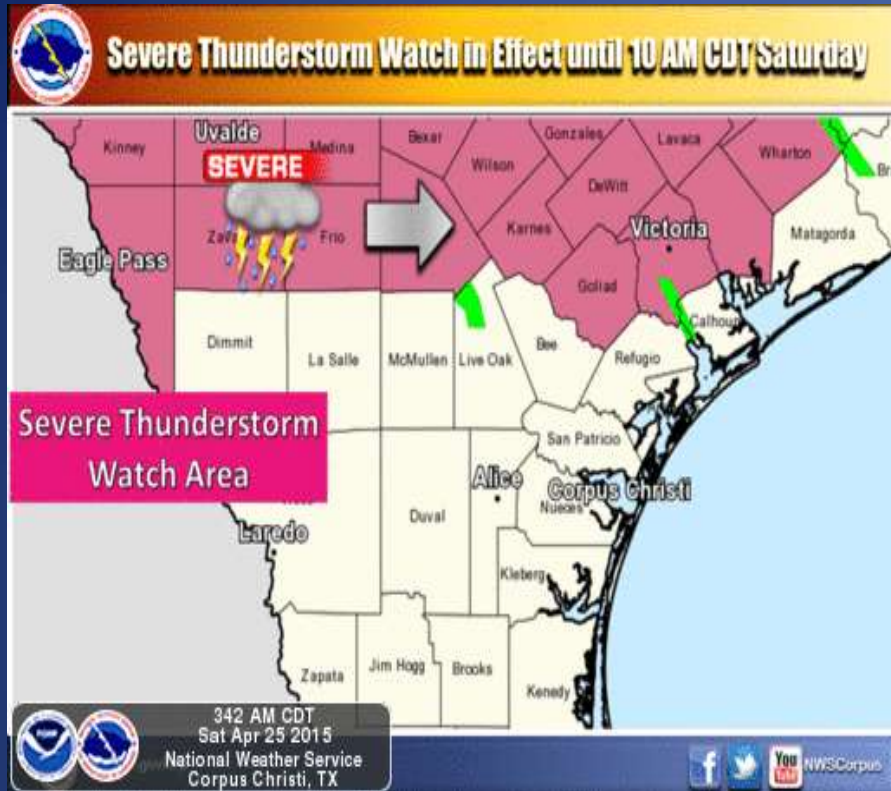 Severe Thunderstorm Watch in Effect until 10 AM CDT Saturday
Kinney
Uvalde
Medina
Bexar
Gonzales
Lavaca
SEVERE
Wilson
Wharton
DeWitt
Zava
Frio
Karnes
Victoria
Matagorda
Eagle Pass
Goliad
Calhoun
Dimmit
La Salle
McMullen
Live Oak
Bee
Refugio
Severe Thunderstorm
Watch Area
San Patricio
Alice
Corpus Christi
Nueces
Duval
Laredo
Kleberg
Zapata
Jim Hogg
Brooks
Kenedy
342 AM CDT
Sat Apr 25 2015
National Weather Service
Corpus Christi, TX
You
Tube
NWSCorpus